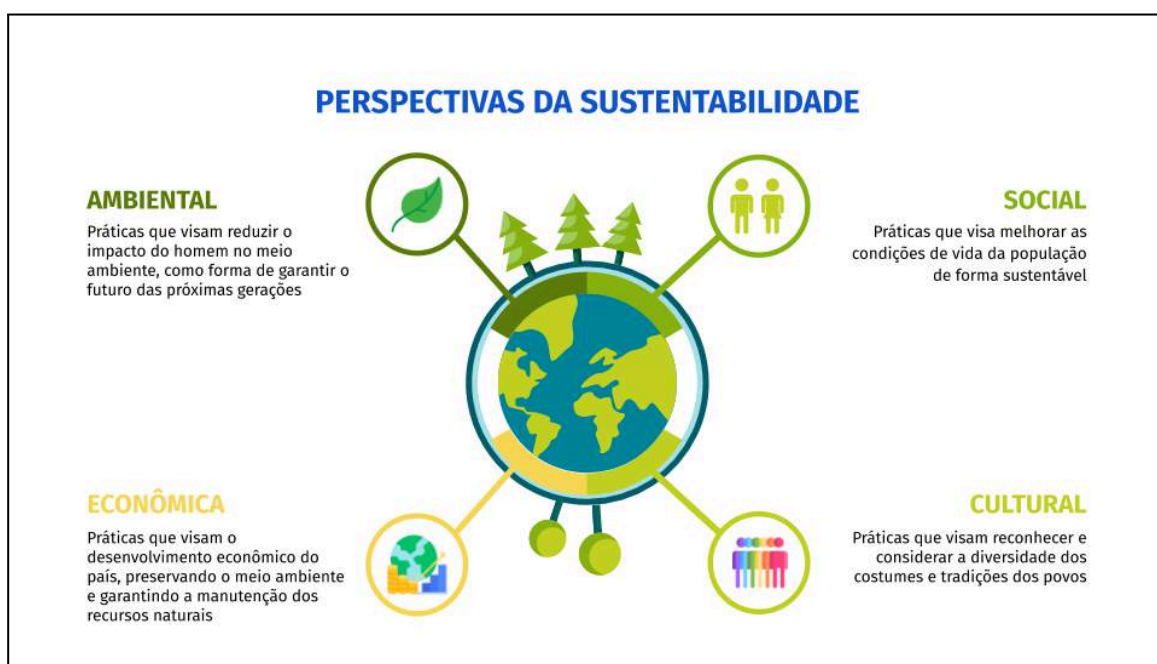 PERSPECTIVAS DA SUSTENTABILIDADE
AMBIENTAL
Práticas que visam reduzir o
impacto do homem no meio
ambiente, como forma de garantir o
futuro das próximas gerações
SOCIAL
Práticas que visa melhorar as
condições de vida da população
de forma sustentável
ECONÔMICA
Práticas que visam o
desenvolvimento econômico do
país, preservando o meio ambiente
e garantindo a manutenção dos
recursos naturais
CULTURAL
Práticas que visam reconhecer e
considerar a diversidade dos
costumes e tradições dos povos